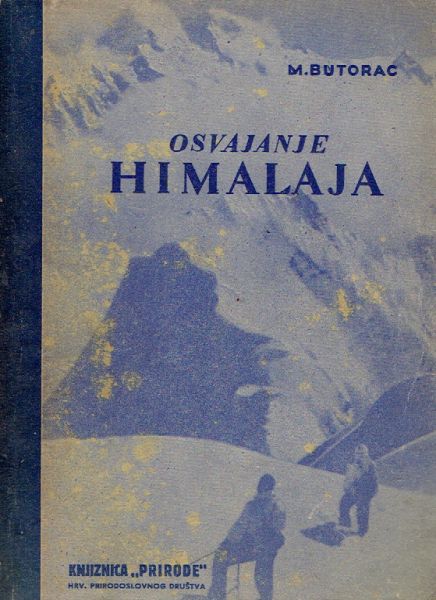 M. BUTORAC
OSVAJANJE
HIMALAJA
KNJIZNICA „PRIRODE"
HRV. PRIRODOSLOVNOG DRUŠTVA